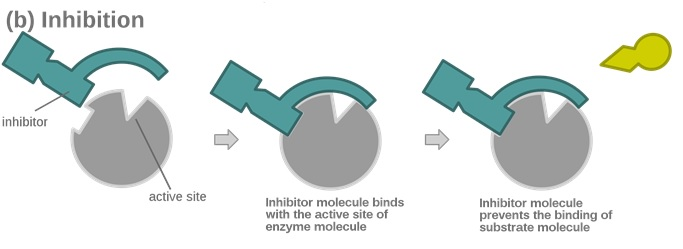 (b) Inhibition
inhibitor
active site
Inhibitor molecule binds
with the active site of
enzyme molecule
Inhibitor molecule
prevents the binding of
substrate molecule